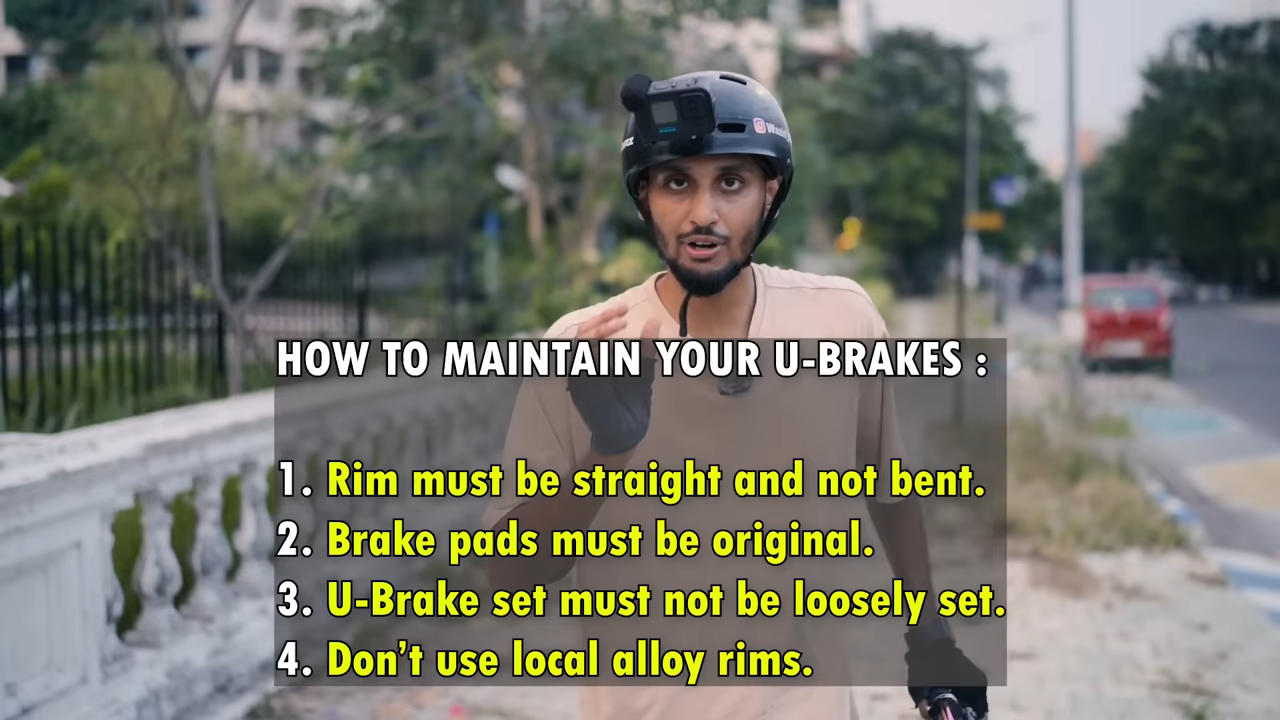 HOW TO MAINTAIN YOUR U-BRAKES :
1. Rim must be straight and not bent.
2. Brake pads must be original.
3. U-Brake set must not be loosely set.
4. Don't use local alloy rims.